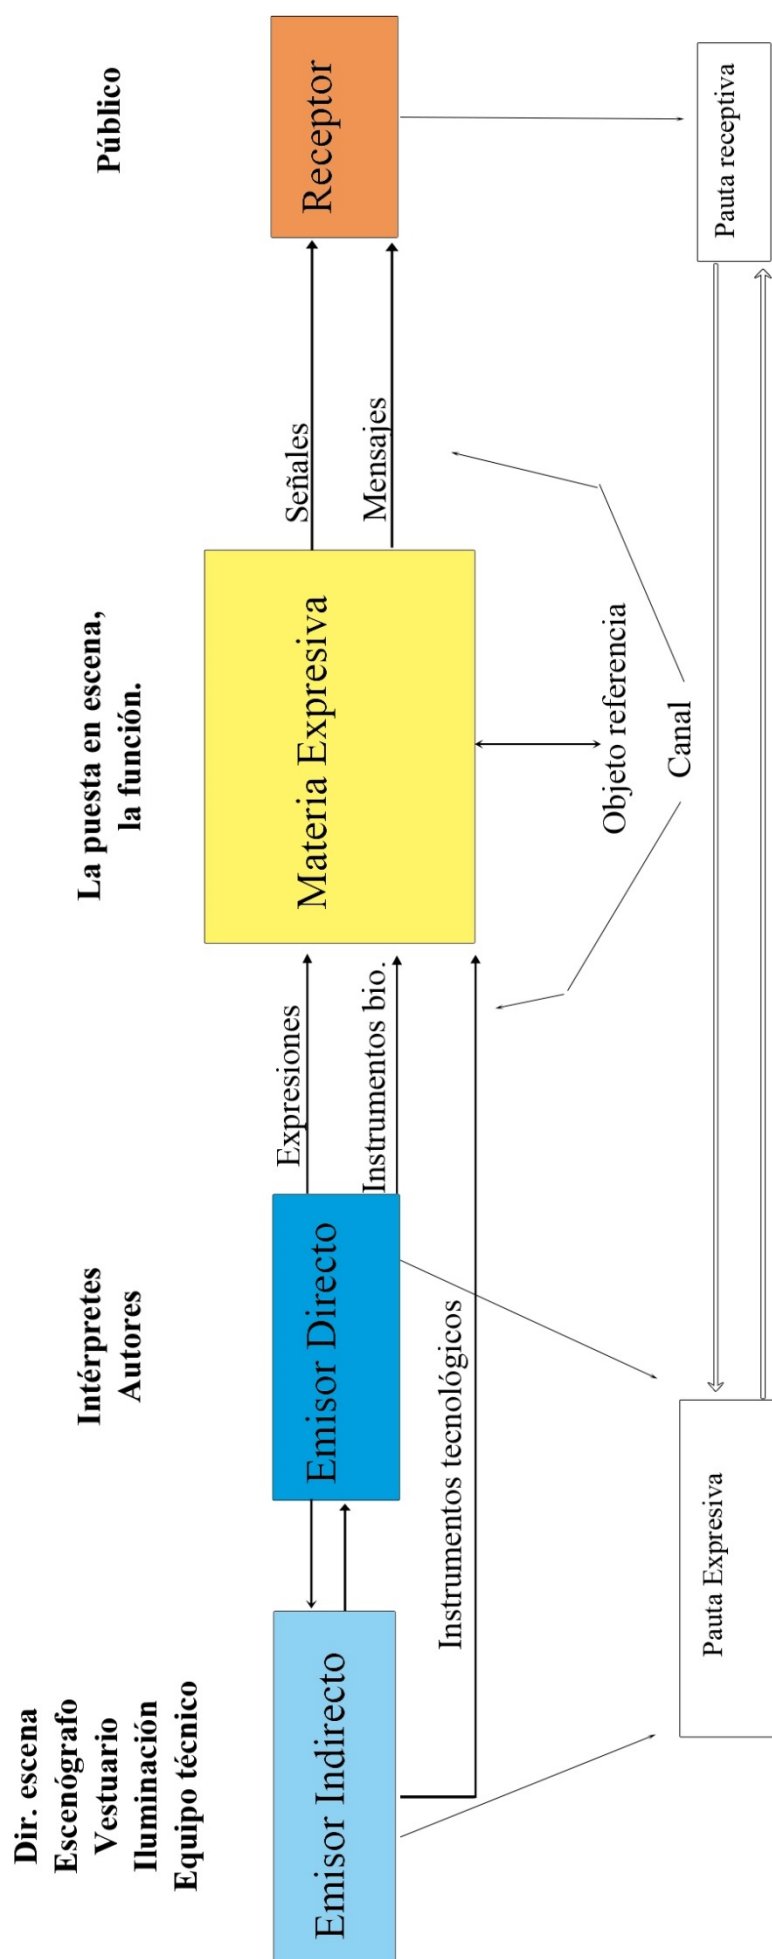 Dir. escena
Escenógrafo
Vestuario
Iluminación
Equipo técnico
Intérpretes
Autores
La puesta en escena,
la función.
Público
Emisor Indirecto
Emisor Directo
Expresiones
Instrumentos bio.
Instrumentos tecnológicos
Materia Expresiva
Señales
Mensajes
Receptor
Objeto referencia
Canal
Pauta Expresiva
Pauta receptiva